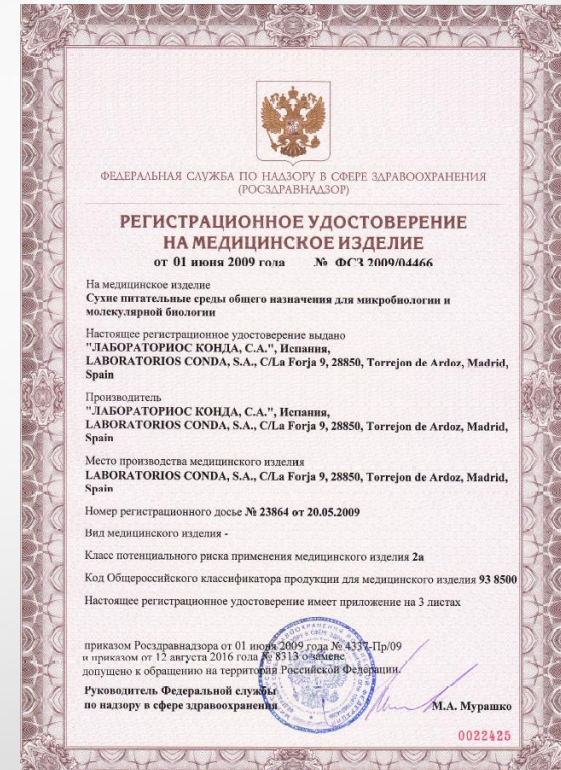 ФЕДЕРАЛЬНАЯ СЛУЖБА ПО НАДЗОРУ В СФЕРЕ ЗДРАВООХРАНЕНИЯ
(РОСЗДРАВНАДЗОР)
РЕГИСТРАЦИОННОЕ УДОСТОВЕРЕНИЕ
НА МЕДИЦИНСКОЕ ИЗДЕЛИЕ
от 01 июня 2009 года № ФСЗ 2009/04466
На медицинское изделие
Сухие питательные среды общего назначения для микробиологии и
молекулярной биологии
Настоящее регистрационное удостоверение выдано
"ЛАБОРАТОРИОС КОНДА, С.А.", Испания,
LABORATORIOS CONDA, S.A., C/La Forja 9, 28850, Torrejon de Ardoz, Madrid,
Spain
Производитель
"ЛАБОРАТОРИОС КОНДА, С.А.", Испания,
LABORATORIOS CONDA, S.A., C/La Forja 9, 28850, Torrejon de Ardoz, Madrid,
Spain
Место производства медицинского изделия
LABORATORIOS CONDA, S.A., C/La Forja 9, 28850, Torrejon de Ardoz, Madrid,
Spain
Номер регистрационного досье № 23864 от 20.05.2009
Вид медицинского изделия -
Класс потенциального риска применения медицинского изделия 2а
Код Общероссийского классификатора продукции для медицинского изделия 93 8500
Настоящее регистрационное удостоверение имеет приложение на 3 листах
приказом Росздравнадзора от 01 июня 2009 года № 4337-Пр/09
и приказом от 12 августа 2016 года № 8313 о замене
допущено к обращению на территории Российской Федерации.
Руководитель Федеральной службы
по надзору в сфере здравоохранения
М.А. Мурашко
0022425